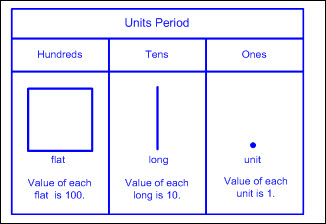 Units Period
Hundreds Tens Ones
flat long unit
Value of each Value of each Value of each
flat is 100. long is 10. unit is 1.